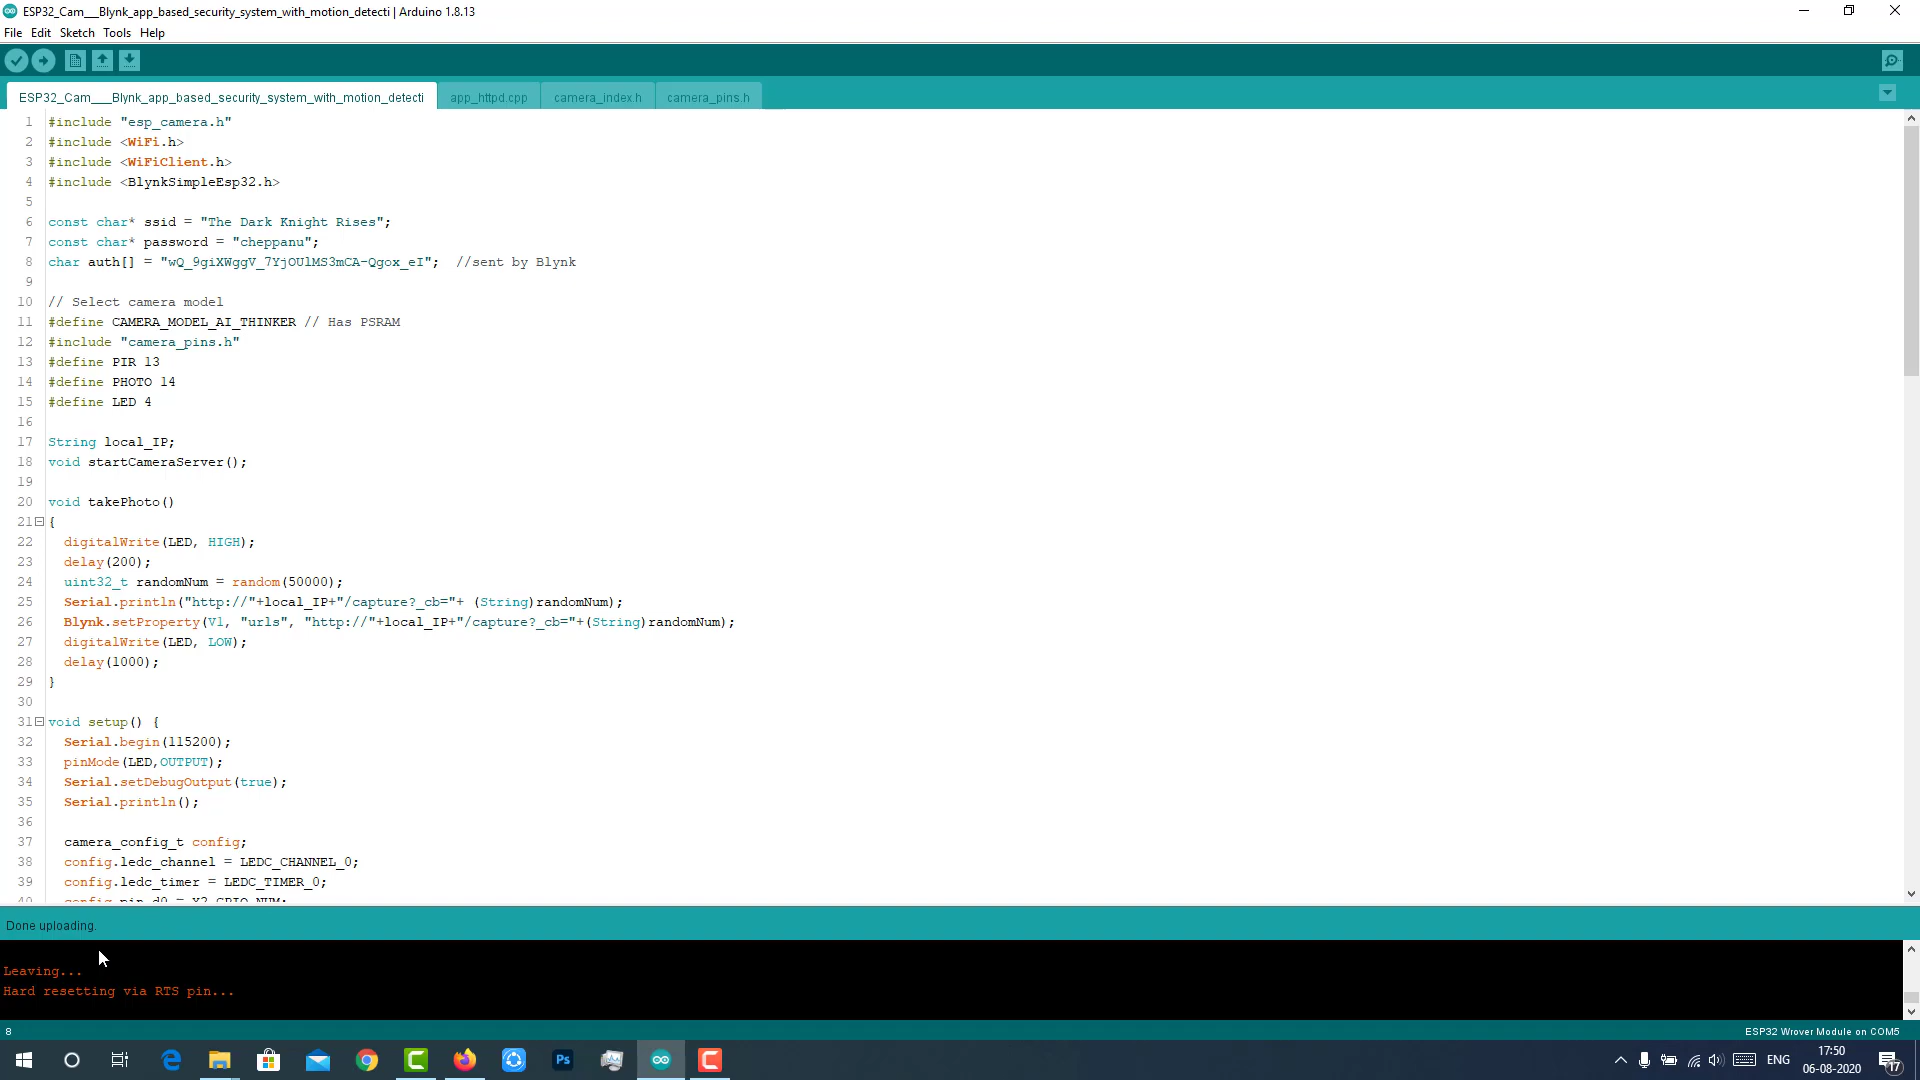 ESP32_Cam___Blynk_app_based_security_system_with_motion_detecti | Arduino 1.8.13
File Edit Sketch Tools Help
ESP32_Cam___Blynk_app_based_security_system_with_motion_detecti app_httpd.cpp camera_index.h camera_pins.h
1 #include "esp_camera.h"
2 #include <WiFi.h>
3 #include <WiFiClient.h>
4 #include <BlynkSimpleEsp32.h>
5
6 const char* ssid = "The Dark Knight Rises";
7 const char* password = "cheppanu";
8 char auth[] = "wQ_9giXWggV_7YjOUlMS3mCA-Qgox_eI";  //sent by Blynk
9
10 // Select camera model
11 #define CAMERA_MODEL_AI_THINKER // Has PSRAM
12 #include "camera_pins.h"
13 #define PIR 13
14 #define PHOTO 14
15 #define LED 4
16
17 String local_IP;
18 void startCameraServer();
19
20 void takePhoto()
21 {
22 digitalWrite(LED, HIGH);
23 delay(200);
24 uint32_t randomNum = random(50000);
25 Serial.println("http://"+local_IP+"/capture?_cb="+ (String)randomNum);
26 Blynk.setProperty(V1, "urls", "http://"+local_IP+"/capture?_cb="+(String)randomNum);
27 digitalWrite(LED, LOW);
28 delay(1000);
29 }
30
31 void setup() {
32 Serial.begin(115200);
33 pinMode(LED,OUTPUT);
34 Serial.setDebugOutput(true);
35 Serial.println();
36
37 camera_config_t config;
38 config.ledc_channel = LEDC_CHANNEL_0;
39 config.ledc_timer = LEDC_TIMER_0;
40 config.pin_d0 = Y2_GPIO_NUM;
Done uploading.
Leaving...
Hard resetting via RTS pin...
8 ESP32 Wrover Module on COM5
Ps ENG 17:50
06-08-2020 17